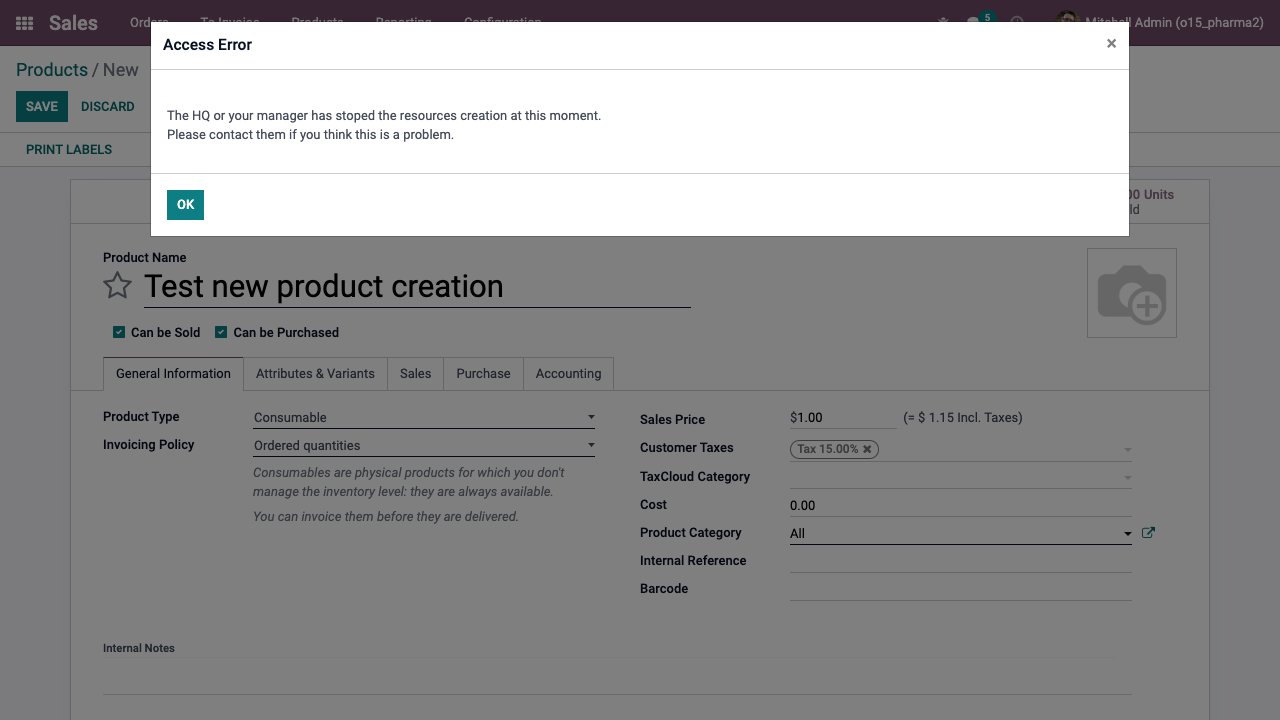 Sales
Orders To Invoice Products Reporting Configuration 5 Mitchell Admin (o15_pharma2)
Access Error ×
Products / New
SAVE DISCARD
The HQ or your manager has stoped the resources creation at this moment.
Please contact them if you think this is a problem.
PRINT LABELS
OK
Units
Product Name
Test new product creation
Can be Sold Can be Purchased
General Information Attributes & Variants Sales Purchase Accounting
Product Type Consumable
Invoicing Policy Ordered quantities
Consumables are physical products for which you don't
manage the inventory level: they are always available.
You can invoice them before they are delivered.
Sales Price $1.00 (= $ 1.15 Incl. Taxes)
Customer Taxes Tax 15.00% ×
TaxCloud Category
Cost 0.00
Product Category All
Internal Reference
Barcode
Internal Notes